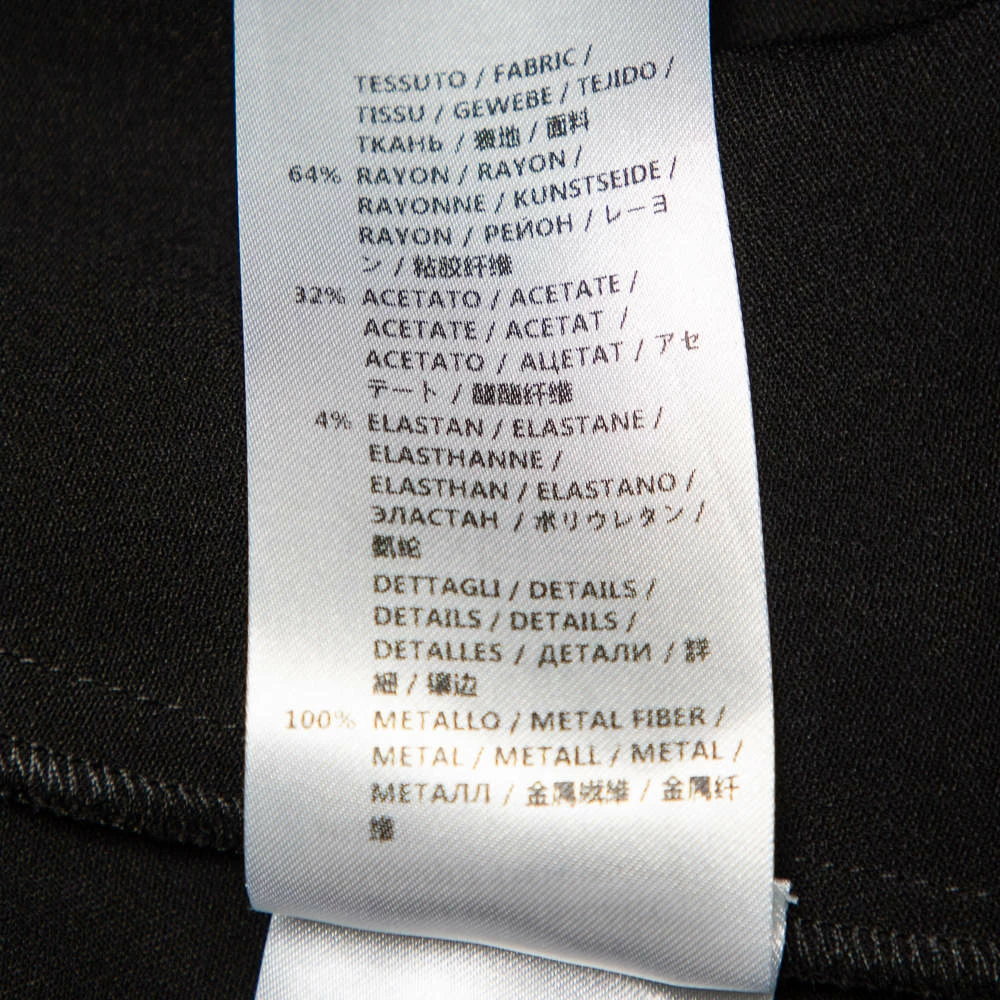 TESSUTO / FABRIC /
TISSU / GEWEBE / TEJIDO /
ТКАНЬ / 表地 / 面料
64% RAYON / RAYON /
RAYONNE / KUNSTSEIDE /
RAYON / РЕЙОН / レーヨ
ン / 粘胶纤维
32% ACETATO / ACETATE /
ACETATE / ACETAT /
ACETATO / АЦЕТАТ / アセ
テート / 醋酯纤维
4% ELASTAN / ELASTANE /
ELASTHANNE /
ELASTHAN / ELASTANO /
ЭЛАСТАН / ポリウレタン /
氨纶
DETTAGLI / DETAILS /
DETAILS / DETAILS /
DETALLES / ДЕТАЛИ / 詳
細 / 镶边
100% METALLO / METAL FIBER /
METAL / METALL / METAL /
МЕТАЛЛ / 金属繊維 / 金属纤
维